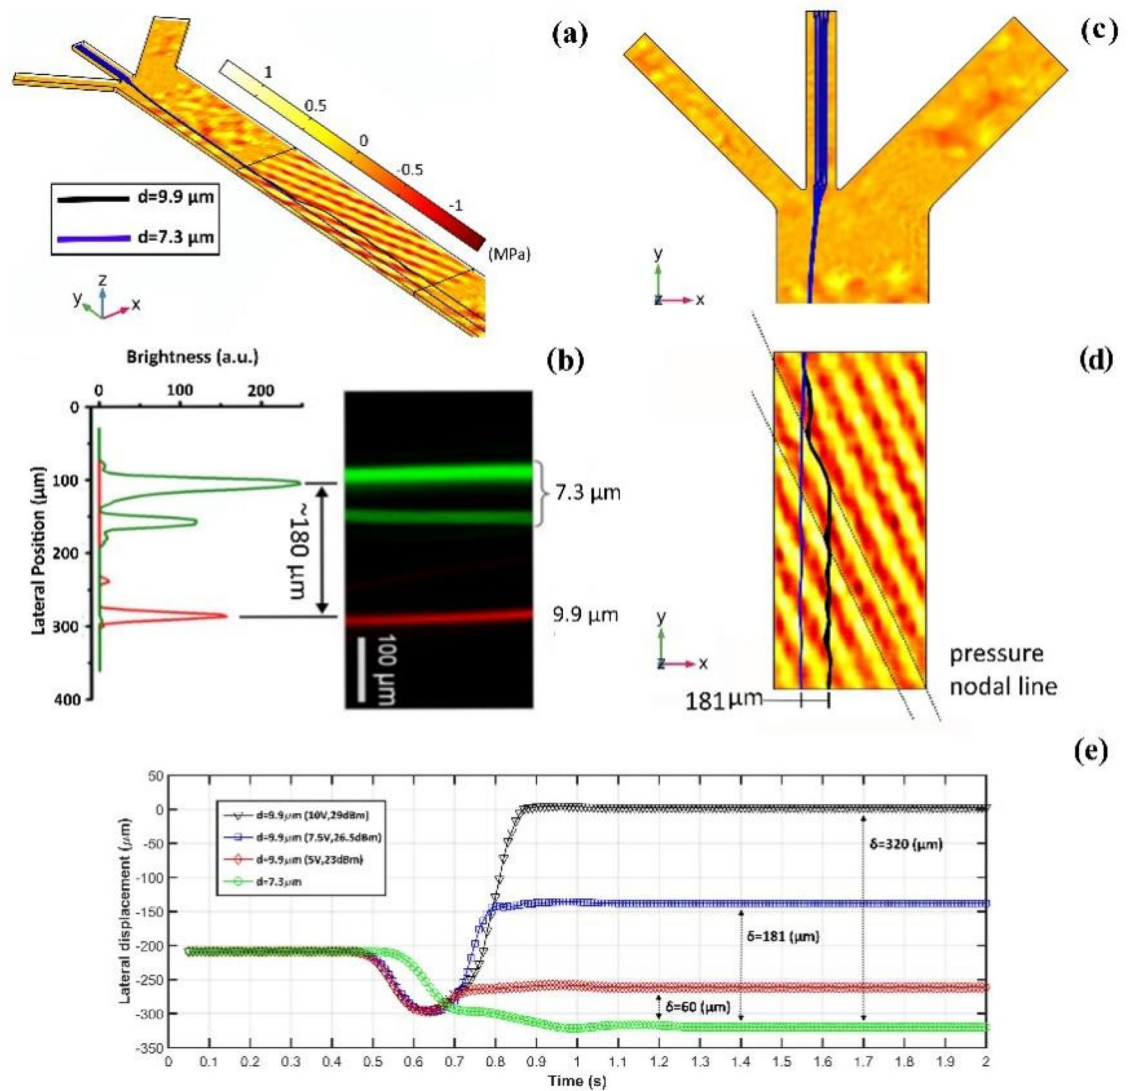 (a)
1
0.5
0
-0.5
-1
(MPa)
d=9.9 μm
d=7.3 μm
z
y
x
(c)
y
z
x
Brightness (a.u.)
0 100 200
(b)
0
100
200
300
400
Lateral Position (μm)
~180 μm
7.3 μm
9.9 μm
100 μm
(d)
y
z
x
pressure
nodal line
181 μm
(e)
50
0
-50
-100
-150
-200
-250
-300
-350
Lateral displacement (μm)
d=9.9μm (10V,29dBm)
d=9.9μm (7.5V,26.5dBm)
d=9.9μm (5V,23dBm)
d=7.3μm
δ=320 (μm)
δ=181 (μm)
δ=60 (μm)
0 0.1 0.2 0.3 0.4 0.5 0.6 0.7 0.8 0.9 1 1.1 1.2 1.3 1.4 1.5 1.6 1.7 1.8 1.9 2
Time (s)